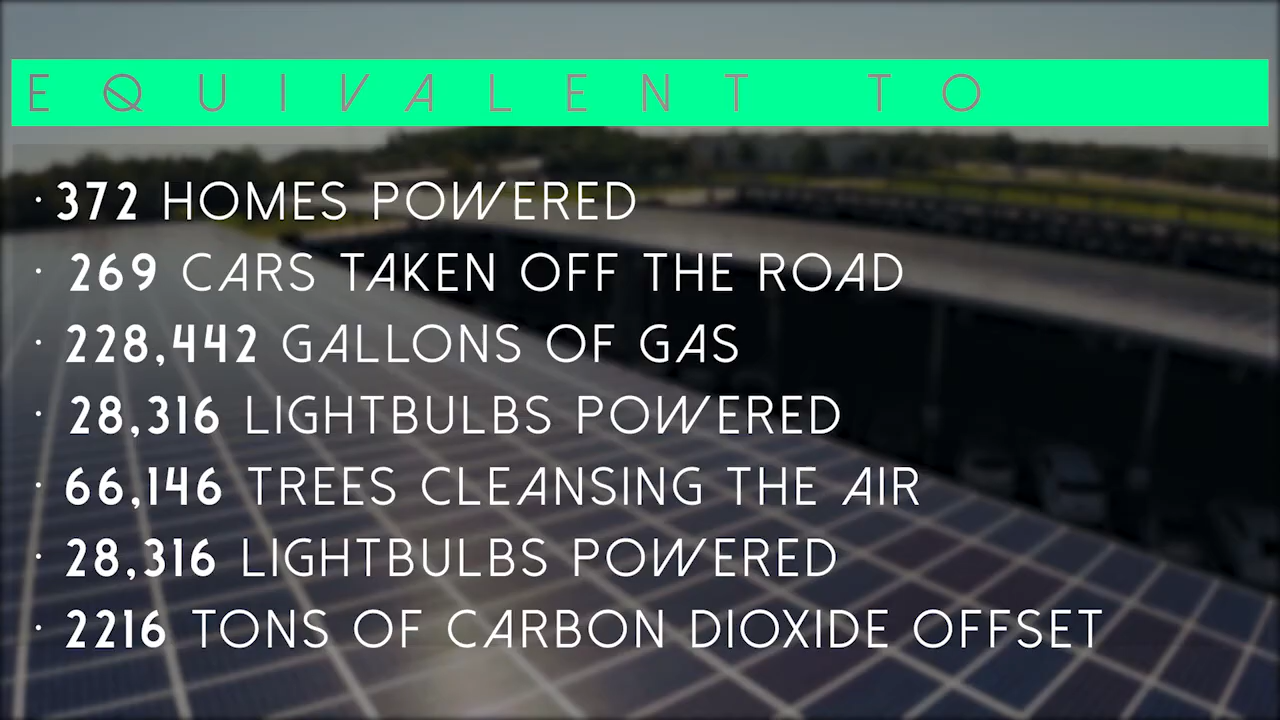 EQUIVALENT TO
· 372 HOMES POWERED
· 269 CARS TAKEN OFF THE ROAD
· 228,442 GALLONS OF GAS
· 28,316 LIGHTBULBS POWERED
· 66,146 TREES CLEANSING THE AIR
· 28,316 LIGHTBULBS POWERED
· 2216 TONS OF CARBON DIOXIDE OFFSET